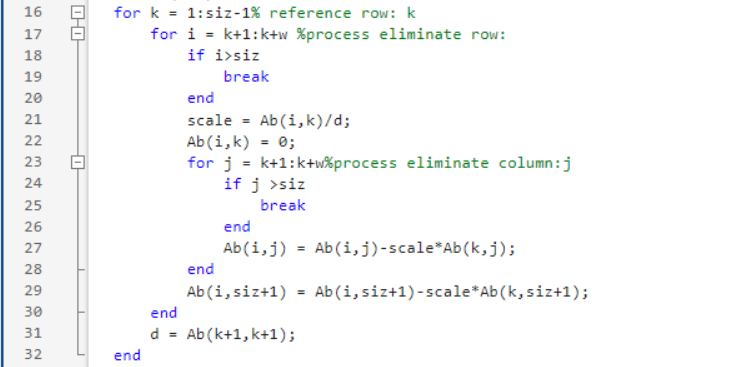 16 for k = 1:siz-1% reference row: k
17 for i = k+1:k+w %process eliminate row:
18 if i>siz
19 break
20 end
21 scale = Ab(i,k)/d;
22 Ab(i,k) = 0;
23 for j = k+1:k+w%process eliminate column:j
24 if j >siz
25 break
26 end
27 Ab(i,j) = Ab(i,j)-scale*Ab(k,j);
28 end
29 Ab(i,siz+1) = Ab(i,siz+1)-scale*Ab(k,siz+1);
30 end
31 d = Ab(k+1,k+1);
32 end